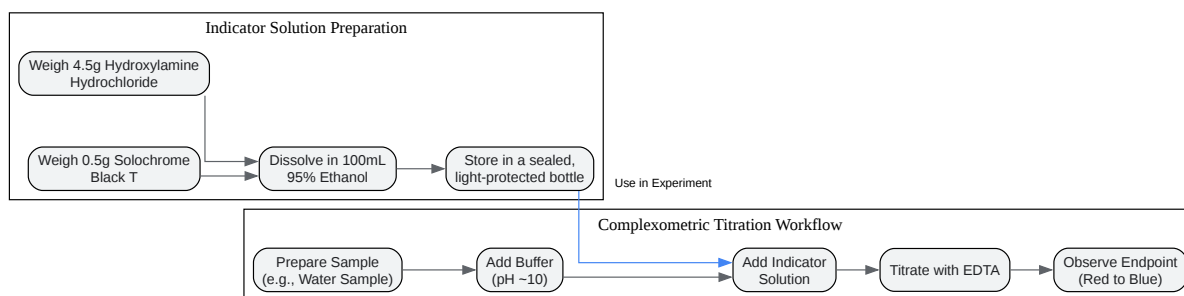 Indicator Solution Preparation
Weigh 4.5g Hydroxylamine
Hydrochloride
Weigh 0.5g Solochrome
Black T
Dissolve in 100mL
95% Ethanol
Store in a sealed,
light-protected bottle
Use in Experiment
Complexometric Titration Workflow
Prepare Sample
(e.g., Water Sample)
Add Buffer
(pH ~10)
Add Indicator
Solution
Titrate with EDTA
Observe Endpoint
(Red to Blue)